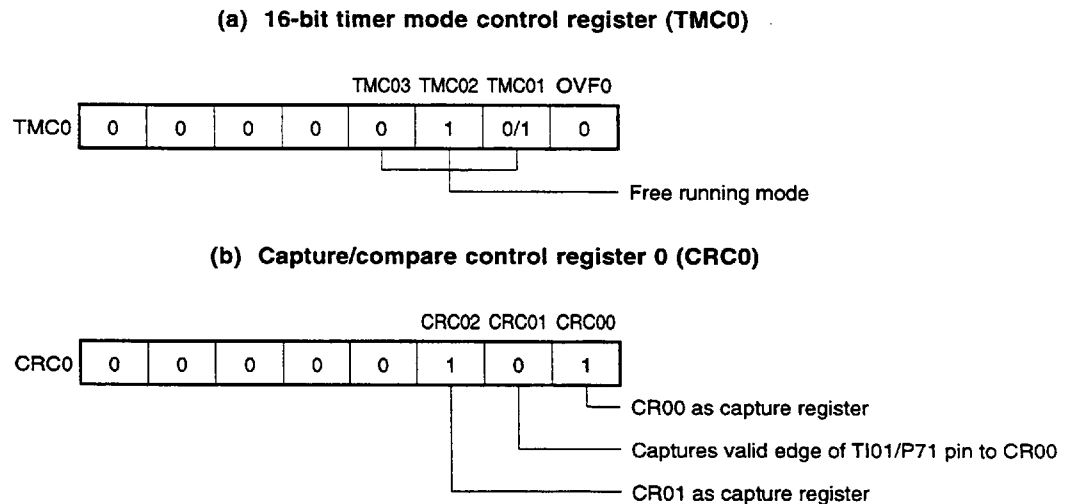 (a) 16-bit timer mode control register (TMC0)
TMC03 TMC02 TMC01 OVF0
TMC0 0 0 0 0 0 1 0/1 0
Free running mode
(b) Capture/compare control register 0 (CRC0)
CRC02 CRC01 CRC00
CRC0 0 0 0 0 0 1 0 1
CR00 as capture register
Captures valid edge of TI01/P71 pin to CR00
CR01 as capture register